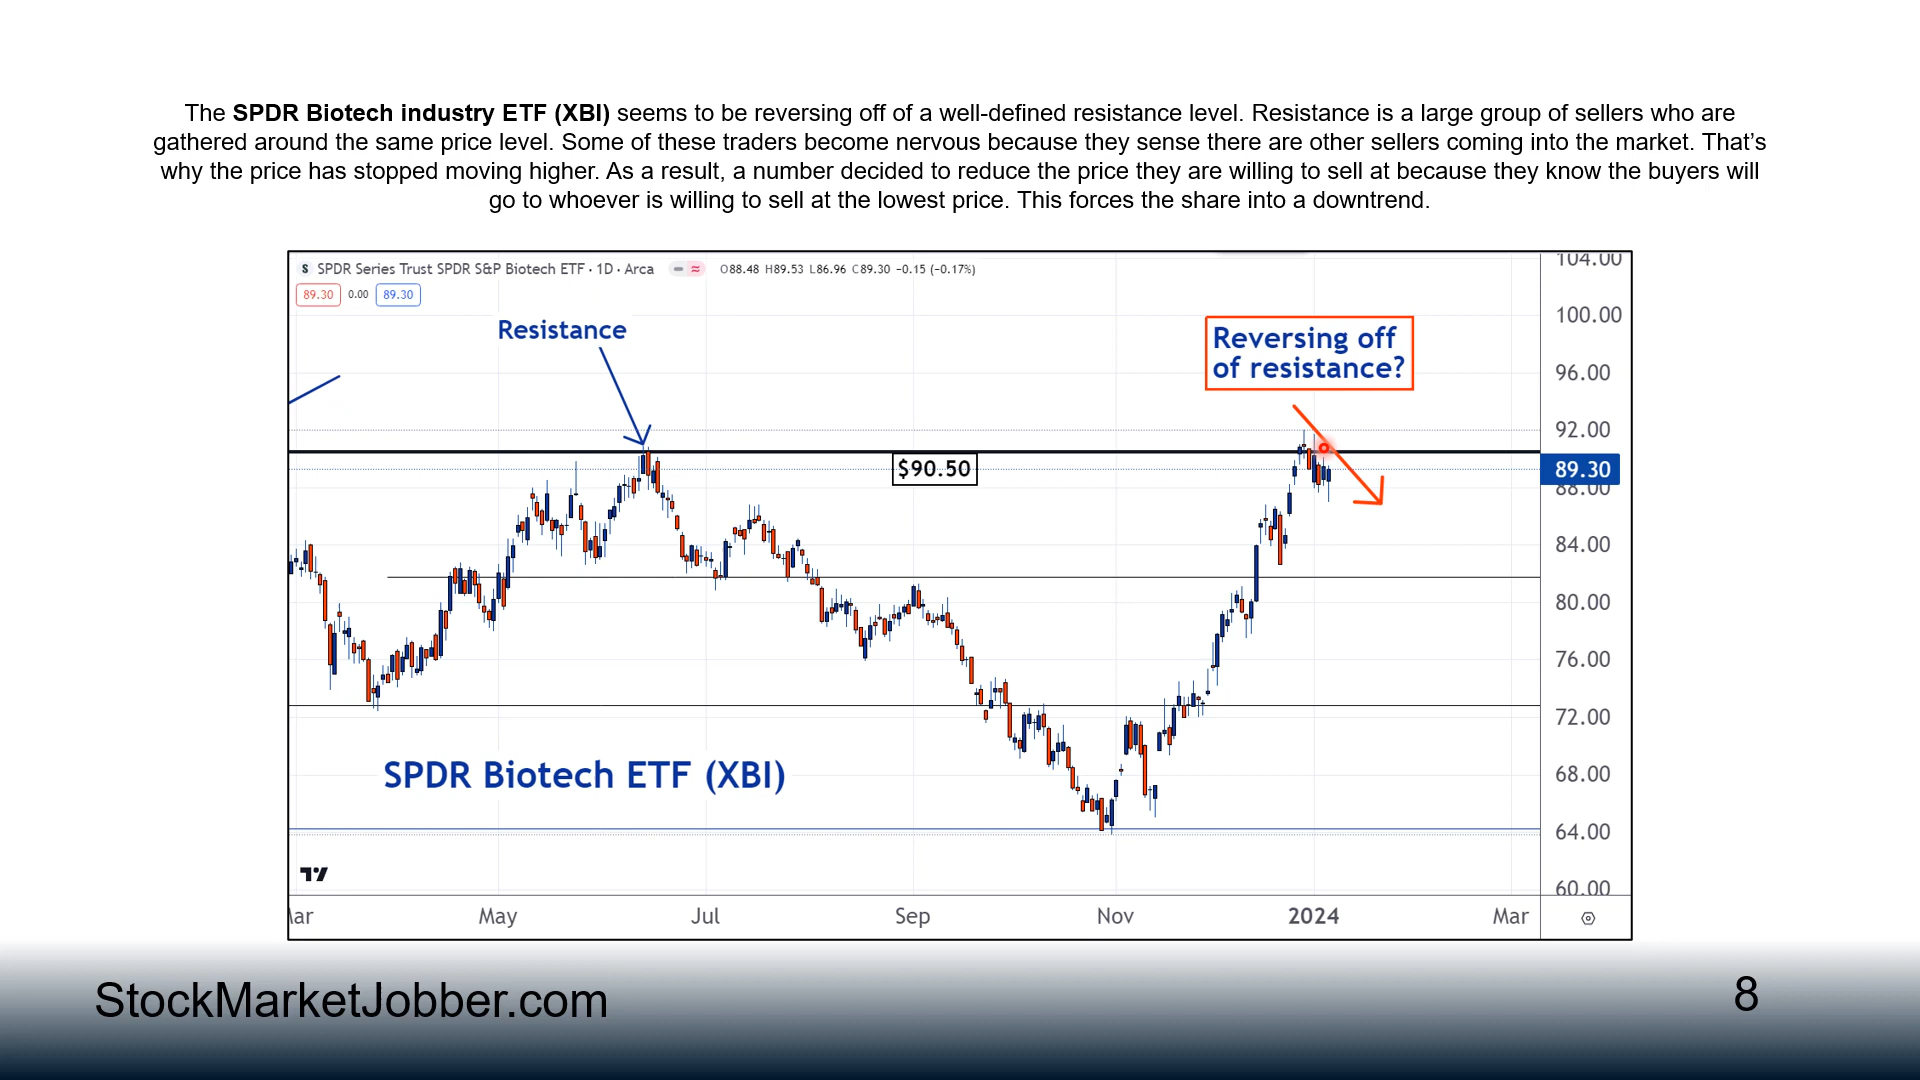 The SPDR Biotech industry ETF (XBI) seems to be reversing off of a well-defined resistance level. Resistance is a large group of sellers who are
gathered around the same price level. Some of these traders become nervous because they sense there are other sellers coming into the market. That’s
why the price has stopped moving higher. As a result, a number decided to reduce the price they are willing to sell at because they know the buyers will
go to whoever is willing to sell at the lowest price. This forces the share into a downtrend.
S SPDR Series Trust SPDR S&P Biotech ETF · 1D · Arca O88.48 H89.53 L86.96 C89.30 −0.15 (−0.17%)
89.30 0.00 89.30
Resistance
Reversing off
of resistance?
$90.50
SPDR Biotech ETF (XBI)
104.00
100.00
96.00
92.00
89.30
88.00
84.00
80.00
76.00
72.00
68.00
64.00
60.00
May Jul Sep Nov 2024 Mar
StockMarketJobber.com
8